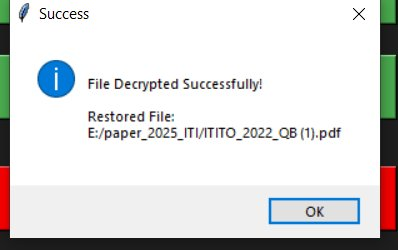 Success
File Decrypted Successfully!
Restored File:
E:/paper_2025_ITI/ITITO_2022_QB (1).pdf
OK